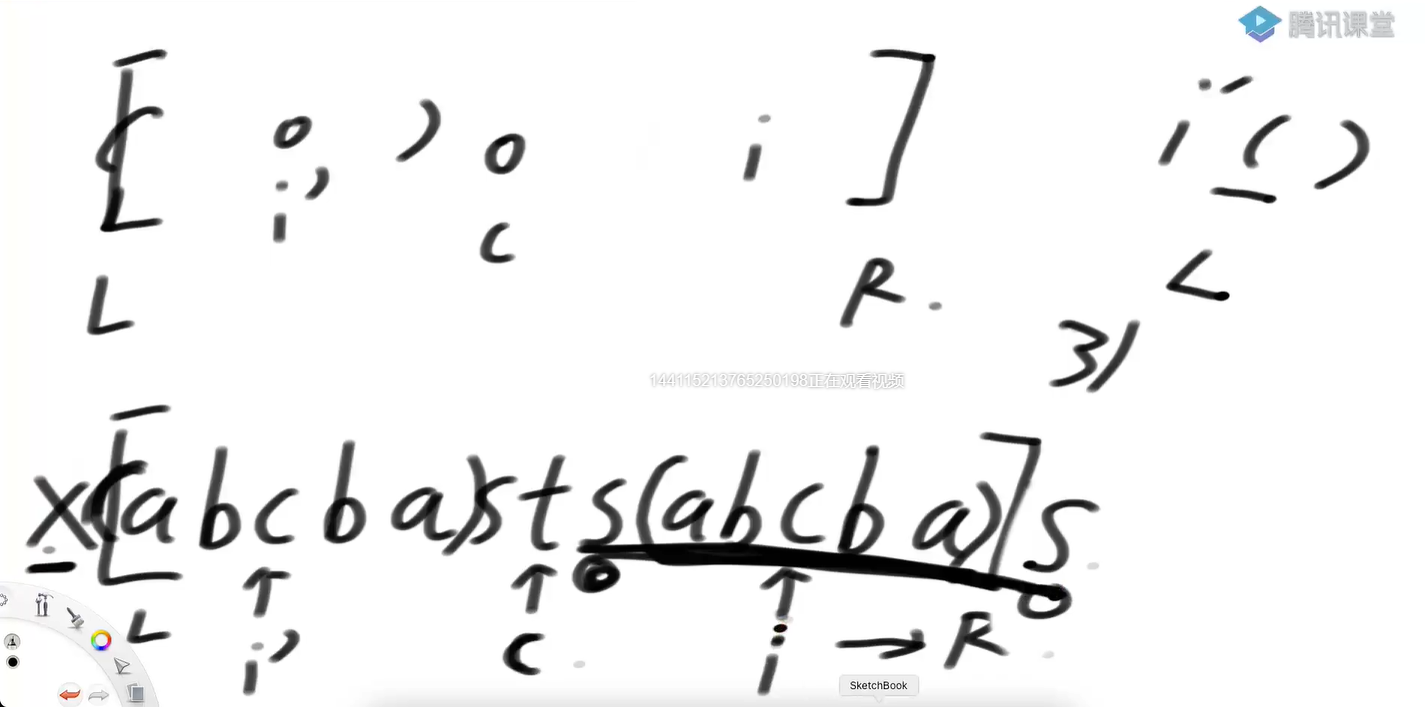 腾讯课堂
[ ( o ) o i ] i' ( )
i' c
L R. L
3)
144115213765250198正在观看视频
x [ ( a b c b a ) s t s ( a b c b a ) ] s
↑ ↑ ↑
L i' c i → R
SketchBook